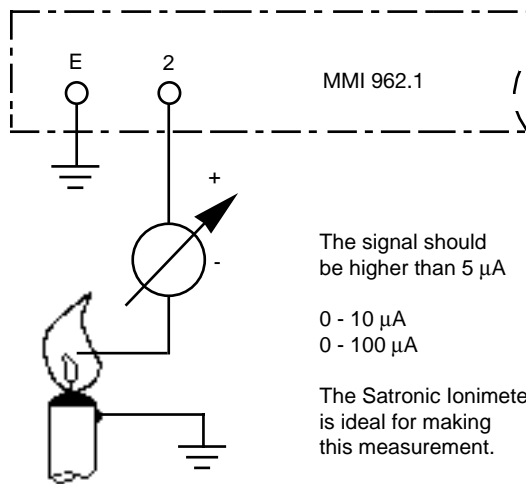 E 2 MMI 962.1
+
-
The signal should
be higher than 5 µA
0 - 10 µA
0 - 100 µA
The Satronic Ionimete
is ideal for making
this measurement.